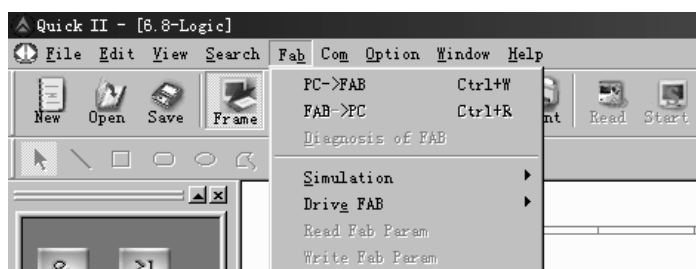 Quick II - [6.8-Logic]
File Edit View Search Fab Com Option Window Help
PC->FAB Ctrl+W
FAB->PC Ctrl+R
Diagnosis of FAB
Simulation
Drive FAB
Read Fab Param
Write Fab Param
New Open Save Frame nt Read Start
&